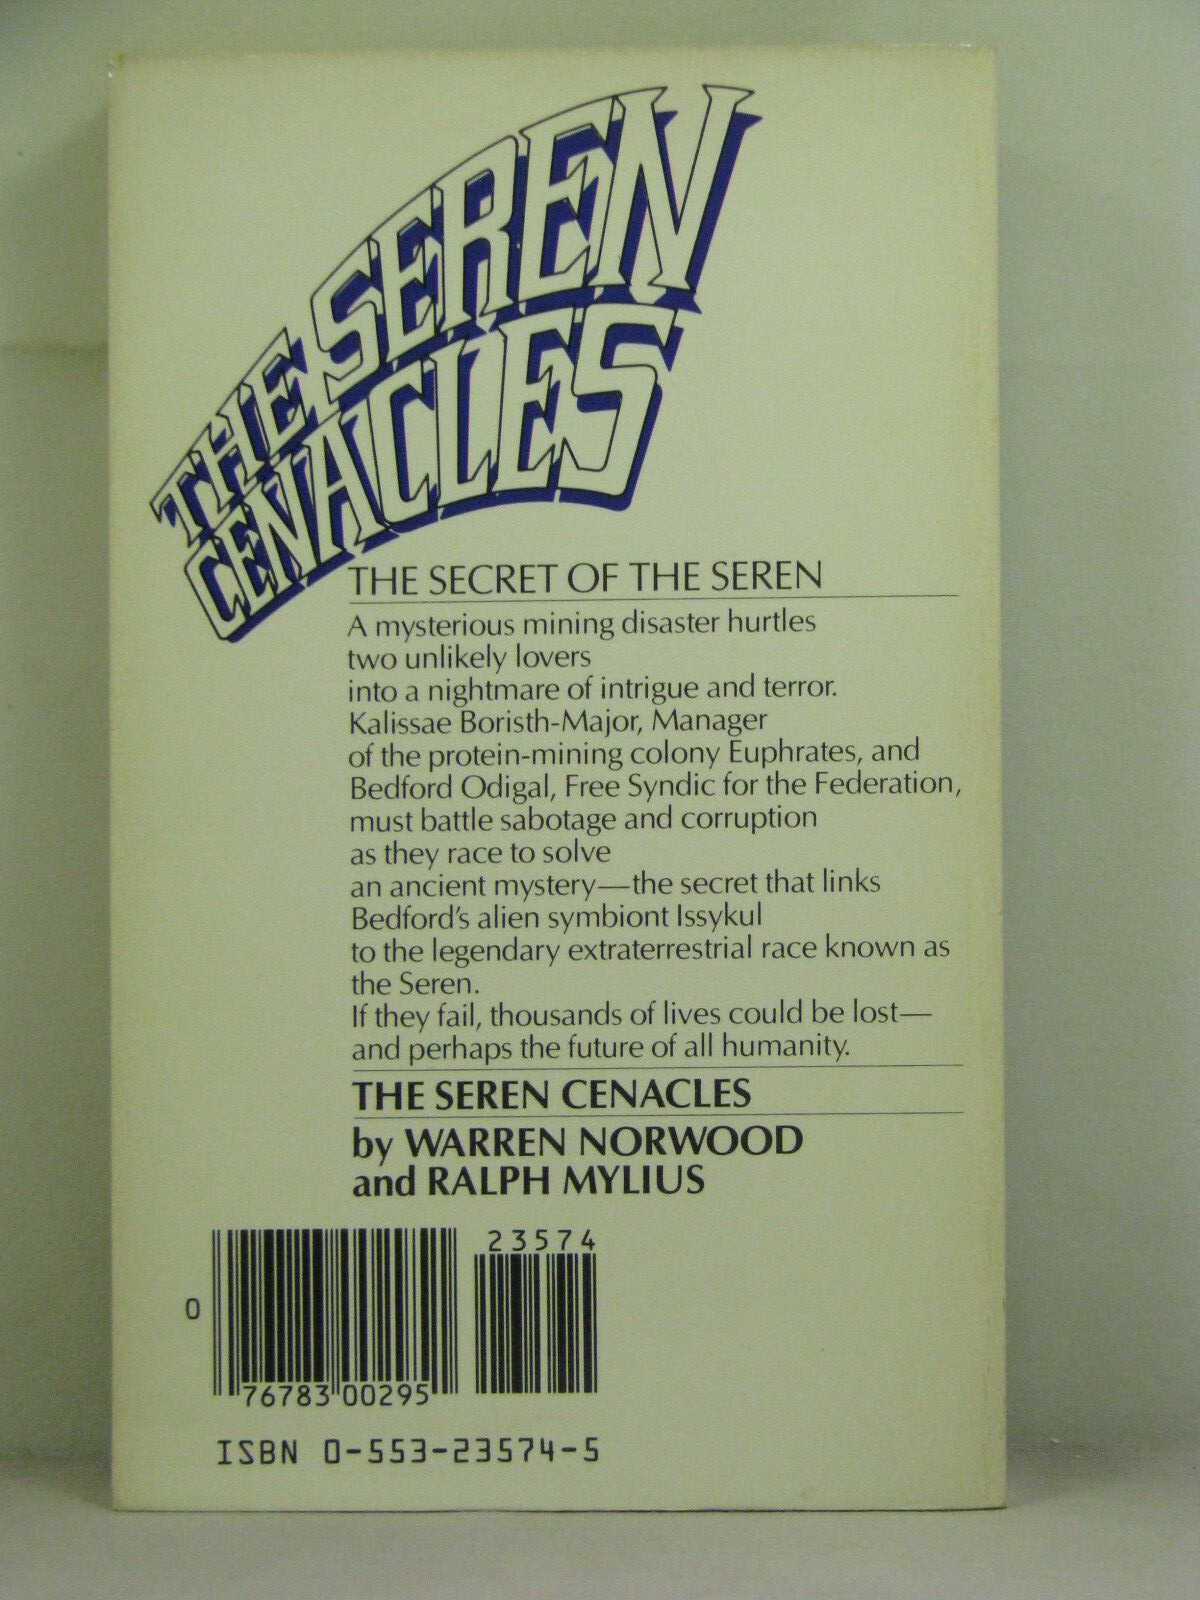 THE SEREN
CENACLES
THE SECRET OF THE SEREN
A mysterious mining disaster hurtles
two unlikely lovers
into a nightmare of intrigue and terror.
Kalissae Boristh-Major, Manager
of the protein-mining colony Euphrates, and
Bedford Odigal, Free Syndic for the Federation,
must battle sabotage and corruption
as they race to solve
an ancient mystery—the secret that links
Bedford's alien symbiont Issykul
to the legendary extraterrestrial race known as
the Seren.
If they fail, thousands of lives could be lost—
and perhaps the future of all humanity.
THE SEREN CENACLES
by WARREN NORWOOD
and RALPH MYLIUS
23574
0
76783 00295
ISBN 0-553-23574-5